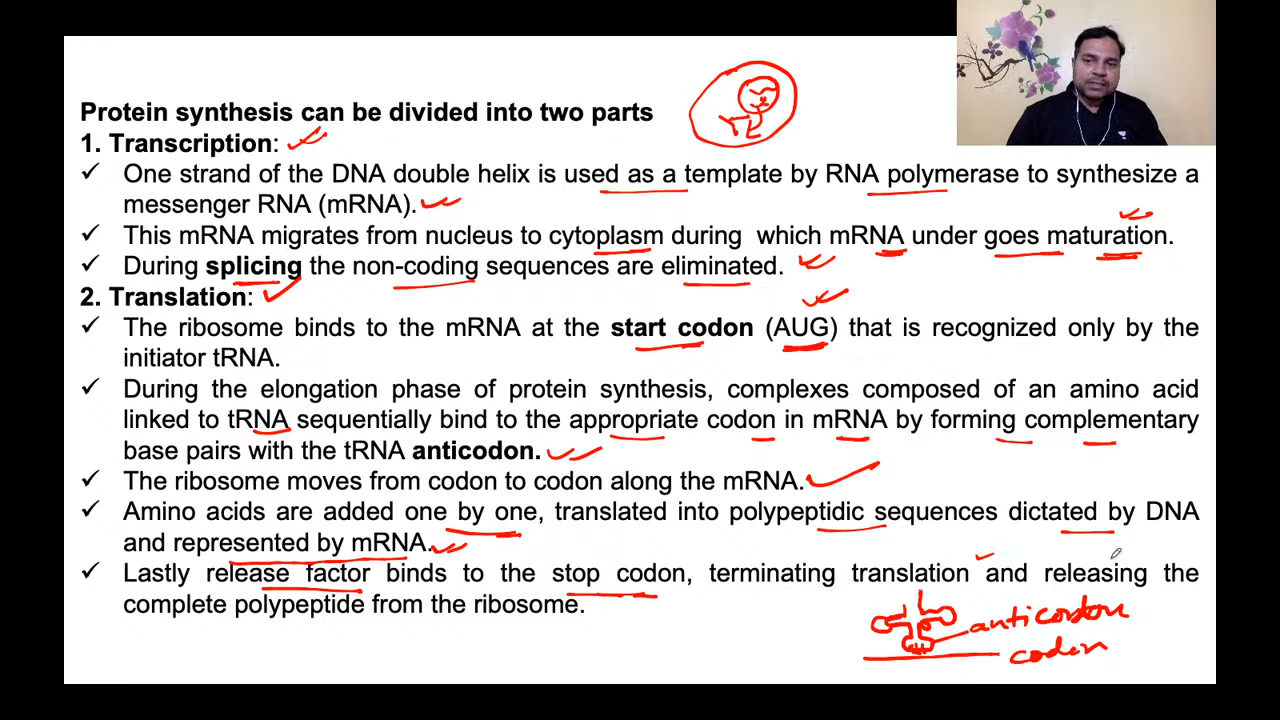 Protein synthesis can be divided into two parts
1. Transcription:
✓ One strand of the DNA double helix is used as a template by RNA polymerase to synthesize a
messenger RNA (mRNA).
✓ This mRNA migrates from nucleus to cytoplasm during which mRNA under goes maturation.
✓ During splicing the non-coding sequences are eliminated.
2. Translation:
✓ The ribosome binds to the mRNA at the start codon (AUG) that is recognized only by the
initiator tRNA.
✓ During the elongation phase of protein synthesis, complexes composed of an amino acid
linked to tRNA sequentially bind to the appropriate codon in mRNA by forming complementary
base pairs with the tRNA anticodon.
✓ The ribosome moves from codon to codon along the mRNA.
✓ Amino acids are added one by one, translated into polypeptidic sequences dictated by DNA
and represented by mRNA.
✓ Lastly release factor binds to the stop codon, terminating translation and releasing the
complete polypeptide from the ribosome.
anticodon
codon